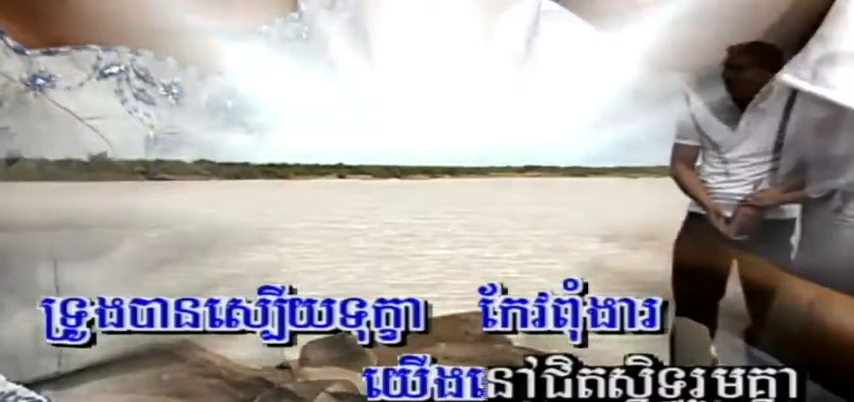 ទ្រូងបានស្បើយទុក្ខា កែវពុំងារ
យើងនៅជិតស្និទ្ធរួមគ្នា